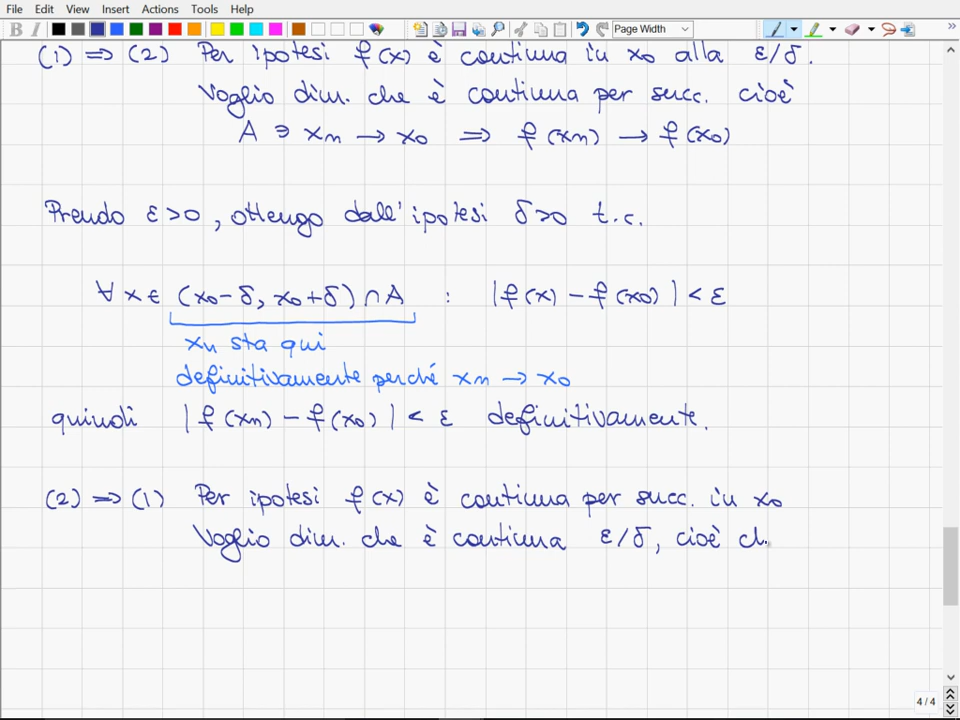 File Edit View Insert Actions Tools Help
B I Page Width
(1) => (2) Per ipotesi f(x) è continua in x0 alla ε/δ.
Voglio dim. che è continua per succ. cioè
A ∋ xn → x0 => f(xn) → f(x0)
Prendo ε>0, ottengo dall'ipotesi δ>0 t.c.
∀ x ∈ (x0-δ, x0+δ) ∩ A : |f(x) - f(x0)| < ε
xn sta qui
definitivamente perché xn → x0
quindi |f(xn) - f(x0)| < ε definitivamente.
(2) => (1) Per ipotesi f(x) è continua per succ. in x0
Voglio dim. che è continua ε/δ, cioè ch
4 / 4